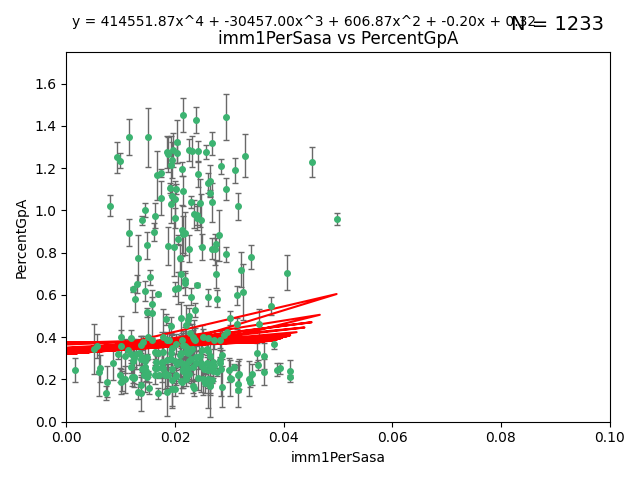 y = 414551.87x^4 + -30457.00x^3 + 606.87x^2 + -0.20x + 0.32
N = 1233
imm1PerSasa vs PercentGpA
1.6
1.4
1.2
1.0
0.8
0.6
0.4
0.2
0.0
PercentGpA
0.00 0.02 0.04 0.06 0.08 0.10
imm1PerSasa